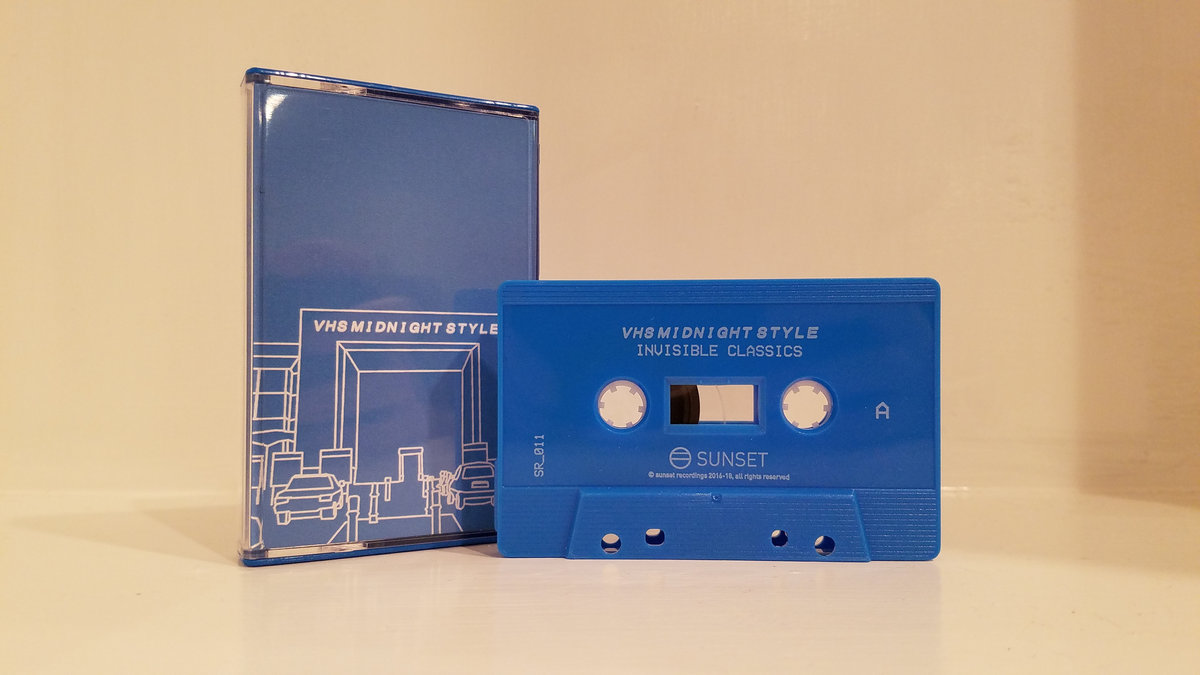 VHS MIDNIGHT STYLE
VHS MIDNIGHT STYLE
INVISIBLE CLASSICS
A
SR_011
SUNSET
© sunset recordings 2016-18, all rights reserved